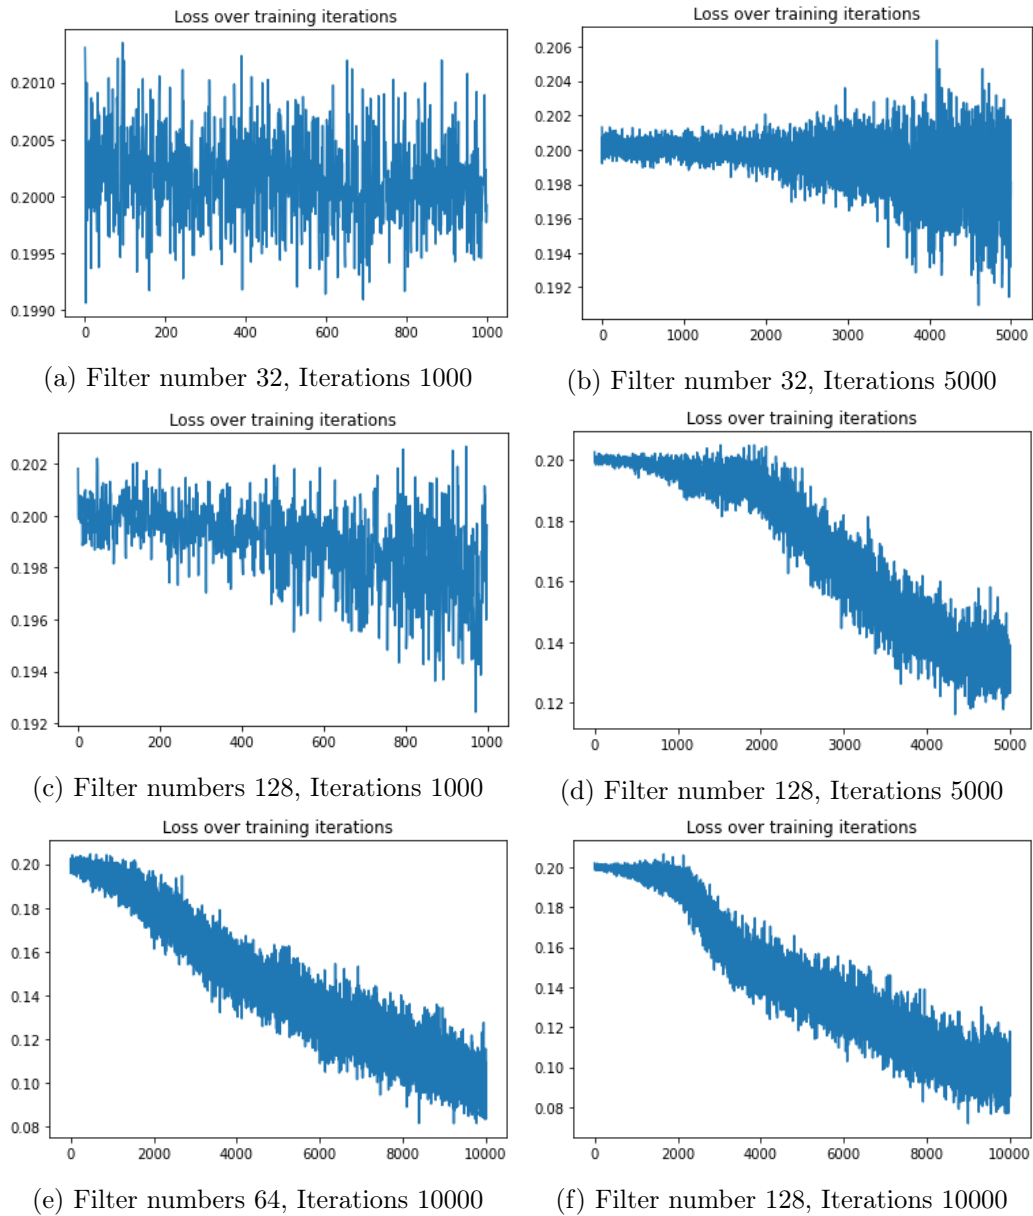 Loss over training iterations
0.2010
0.2005
0.2000
0.1995
0.1990
0 200 400 600 800 1000
(a) Filter number 32, Iterations 1000
Loss over training iterations
0.206
0.204
0.202
0.200
0.198
0.196
0.194
0.192
0 1000 2000 3000 4000 5000
(b) Filter number 32, Iterations 5000
Loss over training iterations
0.202
0.200
0.198
0.196
0.194
0.192
0 200 400 600 800 1000
(c) Filter numbers 128, Iterations 1000
Loss over training iterations
0.20
0.18
0.16
0.14
0.12
0 1000 2000 3000 4000 5000
(d) Filter number 128, Iterations 5000
Loss over training iterations
0.20
0.18
0.16
0.14
0.12
0.10
0.08
0 2000 4000 6000 8000 10000
(e) Filter numbers 64, Iterations 10000
Loss over training iterations
0.20
0.18
0.16
0.14
0.12
0.10
0.08
0 2000 4000 6000 8000 10000
(f) Filter number 128, Iterations 10000